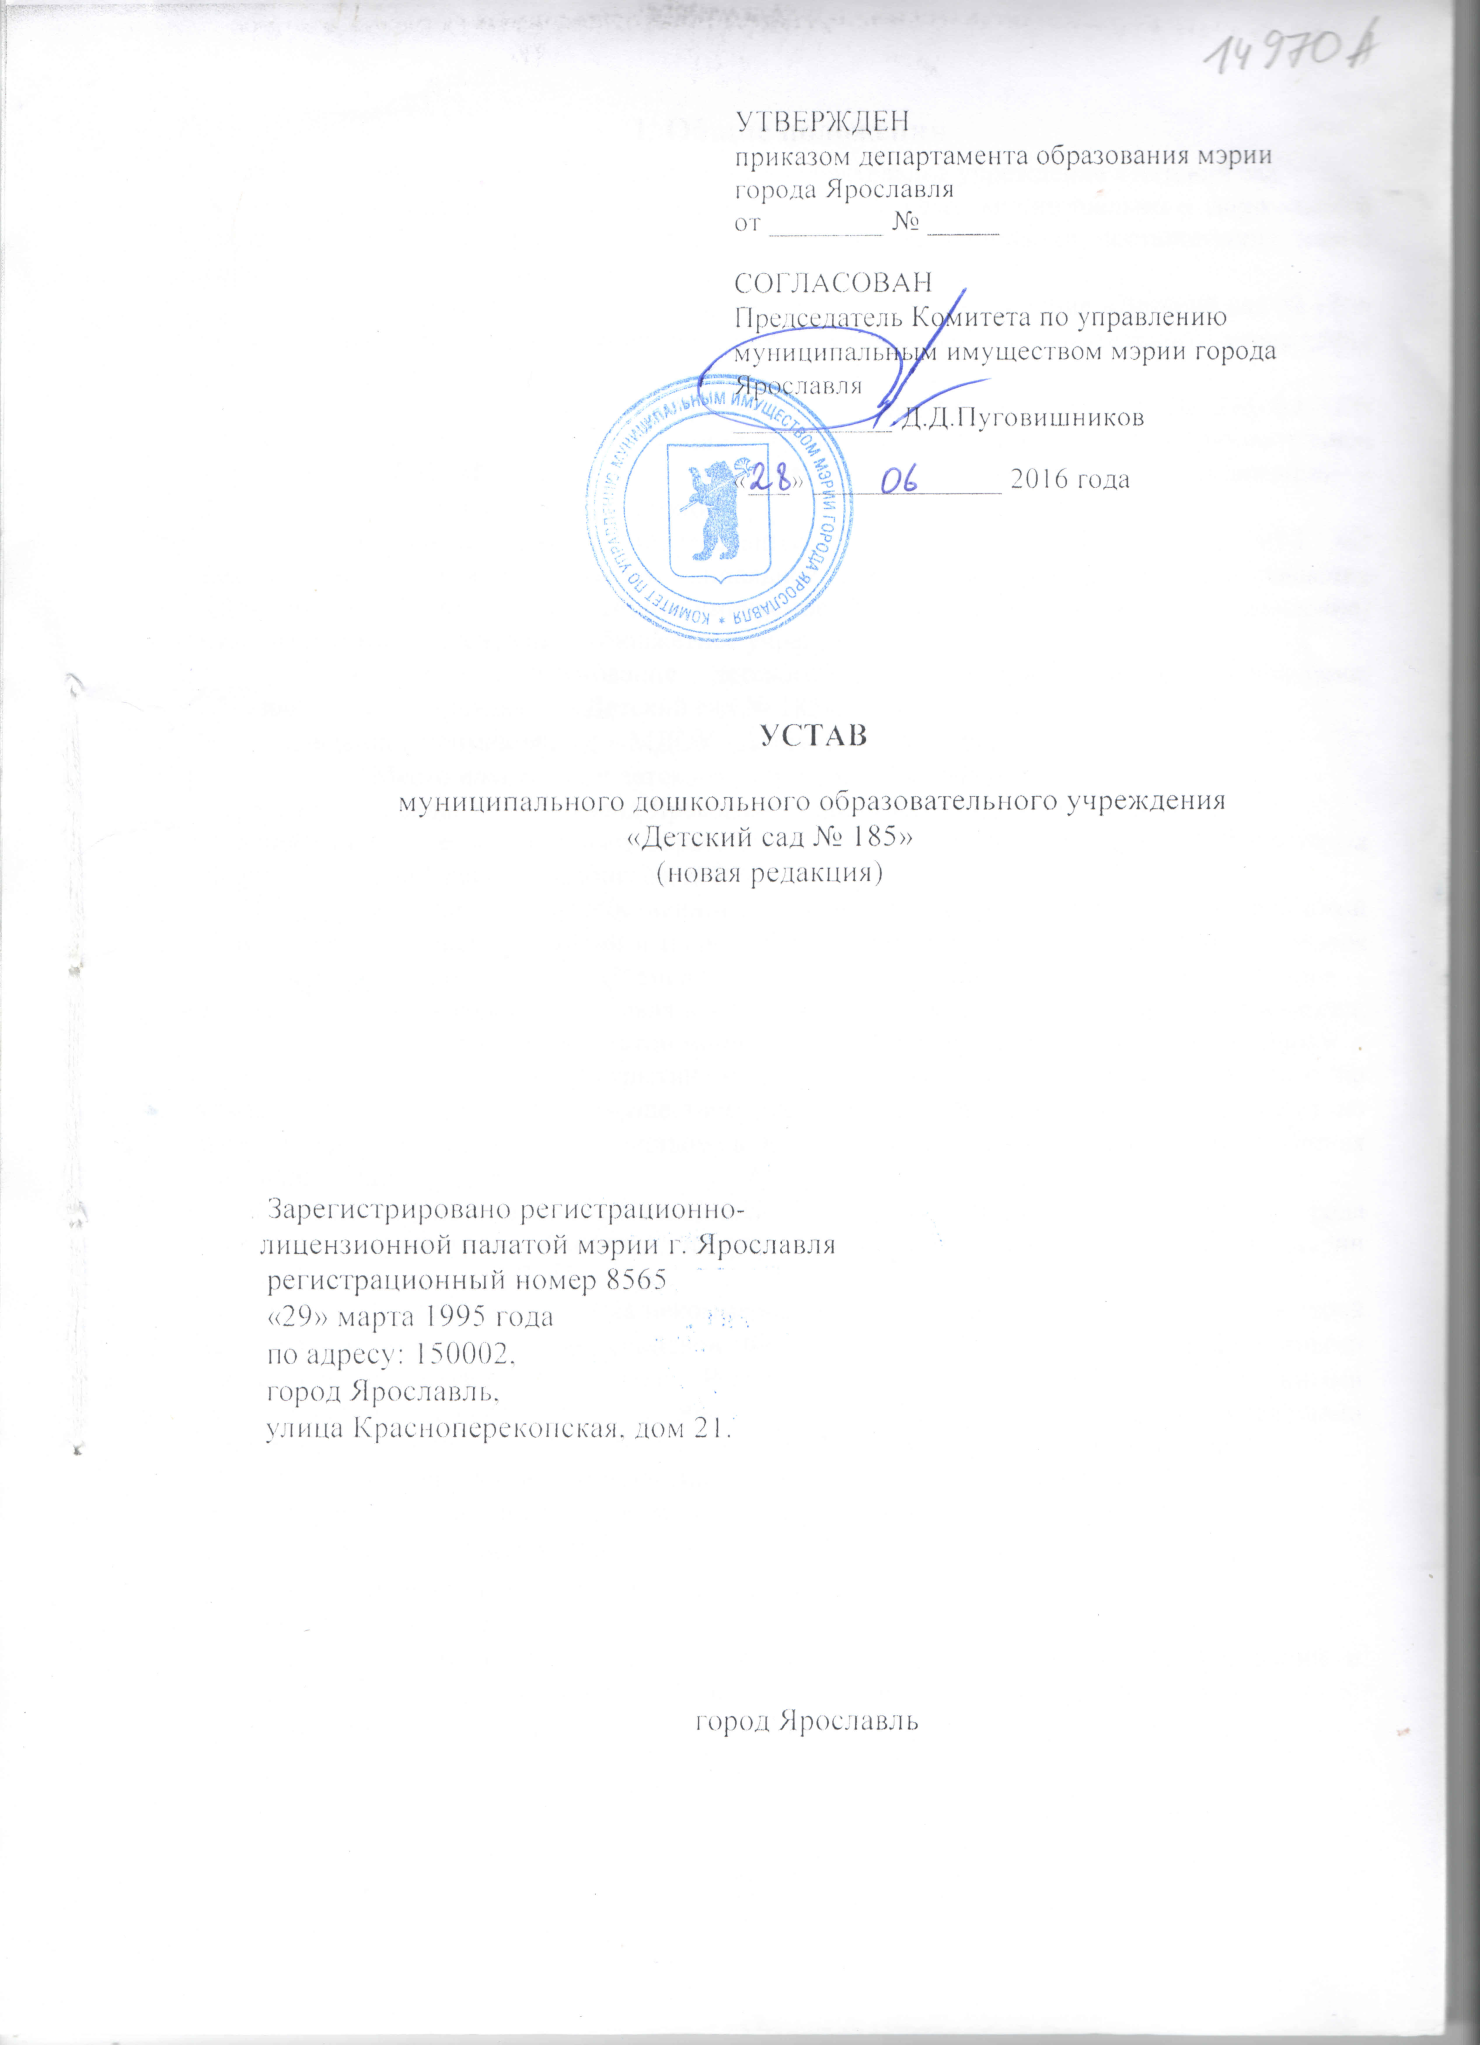 14970А
УТВЕРЖДЕН
приказом департамента образования мэрии
города Ярославля
от ________ № _____
СОГЛАСОВАН
Председатель Комитета по управлению
муниципальным имуществом мэрии города
Ярославля
___________ Д.Д.Пуговишников
«28» 06 2016 года
КОМИТЕТ ПО УПРАВЛЕНИЮ МУНИЦИПАЛЬНЫМ ИМУЩЕСТВОМ МЭРИИ ГОРОДА ЯРОСЛАВЛЯ *
УСТАВ
муниципального дошкольного образовательного учреждения
«Детский сад № 185»
(новая редакция)
Зарегистрировано регистрационно-
лицензионной палатой мэрии г. Ярославля
регистрационный номер 8565
«29» марта 1995 года
по адресу: 150002,
город Ярославль,
улица Краснoперекопская, дом 21.
город Ярославль